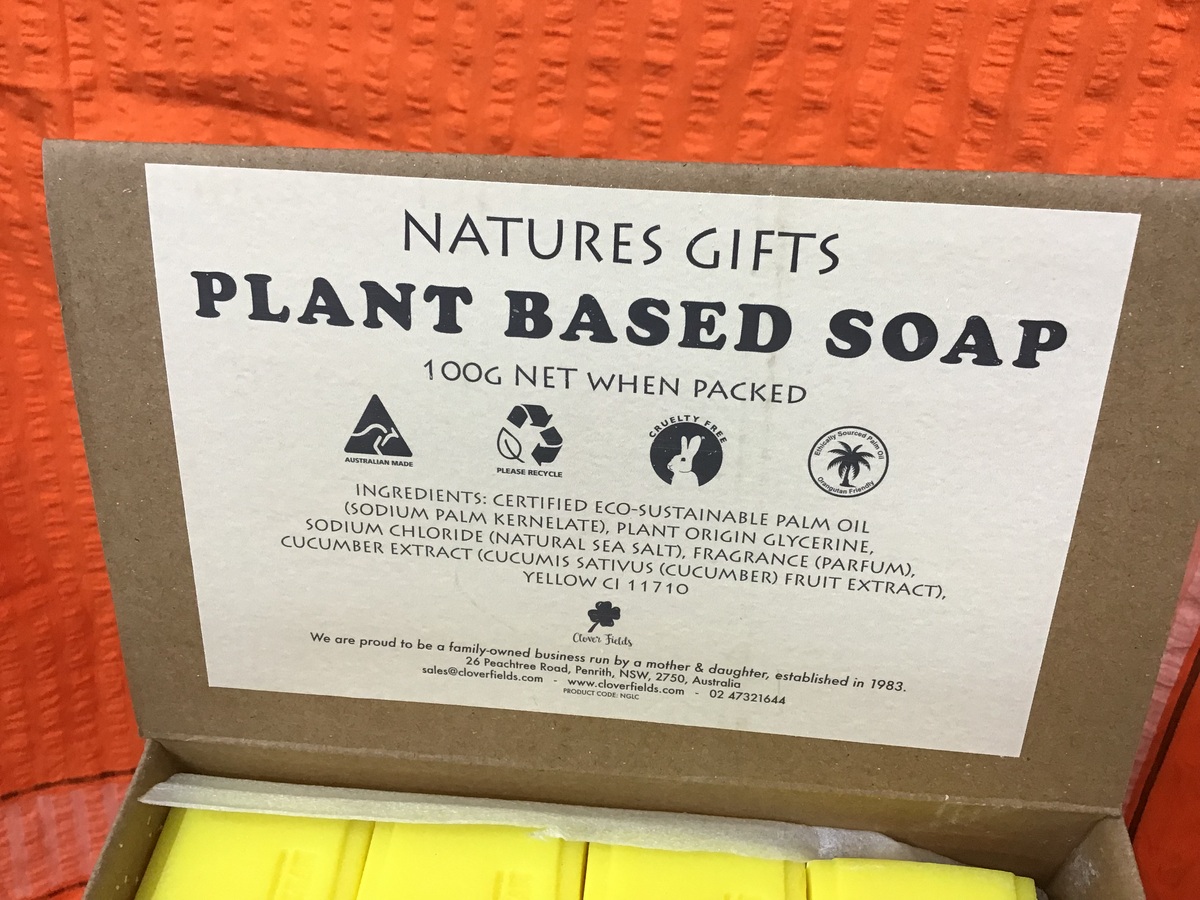 NATURES GIFTS
PLANT BASED SOAP
100G NET WHEN PACKED
AUSTRALIAN MADE
PLEASE RECYCLE
CRUELTY FREE
Ethically Sourced Palm Oil
Orangutan Friendly
INGREDIENTS: CERTIFIED ECO-SUSTAINABLE PALM OIL
(SODIUM PALM KERNELATE), PLANT ORIGIN GLYCERINE,
SODIUM CHLORIDE (NATURAL SEA SALT), FRAGRANCE (PARFUM),
CUCUMBER EXTRACT (CUCUMIS SATIVUS (CUCUMBER) FRUIT EXTRACT),
YELLOW CI 11710
Clover Fields
We are proud to be a family-owned business run by a mother & daughter, established in 1983.
26 Peachtree Road, Penrith, NSW, 2750, Australia
sales@cloverfields.com - www.cloverfields.com - 02 47321644
PRODUCT CODE: NGLC